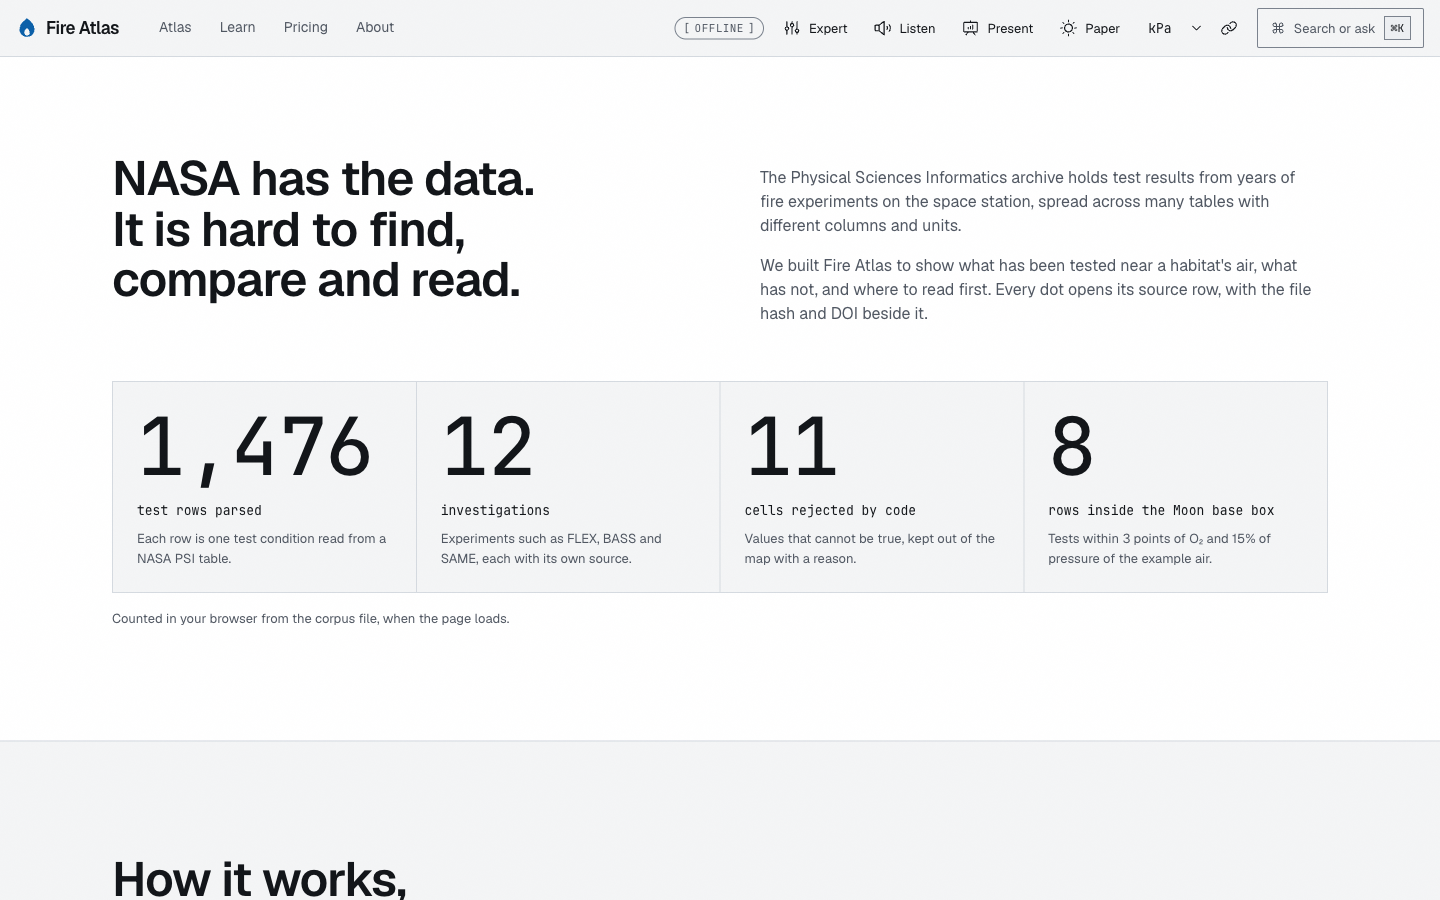 Fire Atlas
Atlas
Learn
Pricing
About
[ OFFLINE ]
Expert
Listen
Present
Paper
kPa
⌘ Search or ask ⌘K
NASA has the data.
It is hard to find,
compare and read.
The Physical Sciences Informatics archive holds test results from years of
fire experiments on the space station, spread across many tables with
different columns and units.
We built Fire Atlas to show what has been tested near a habitat's air, what
has not, and where to read first. Every dot opens its source row, with the file
hash and DOI beside it.
1,476
test rows parsed
Each row is one test condition read from a
NASA PSI table.
12
investigations
Experiments such as FLEX, BASS and
SAME, each with its own source.
11
cells rejected by code
Values that cannot be true, kept out of the
map with a reason.
8
rows inside the Moon base box
Tests within 3 points of O₂ and 15% of
pressure of the example air.
Counted in your browser from the corpus file, when the page loads.
How it works,